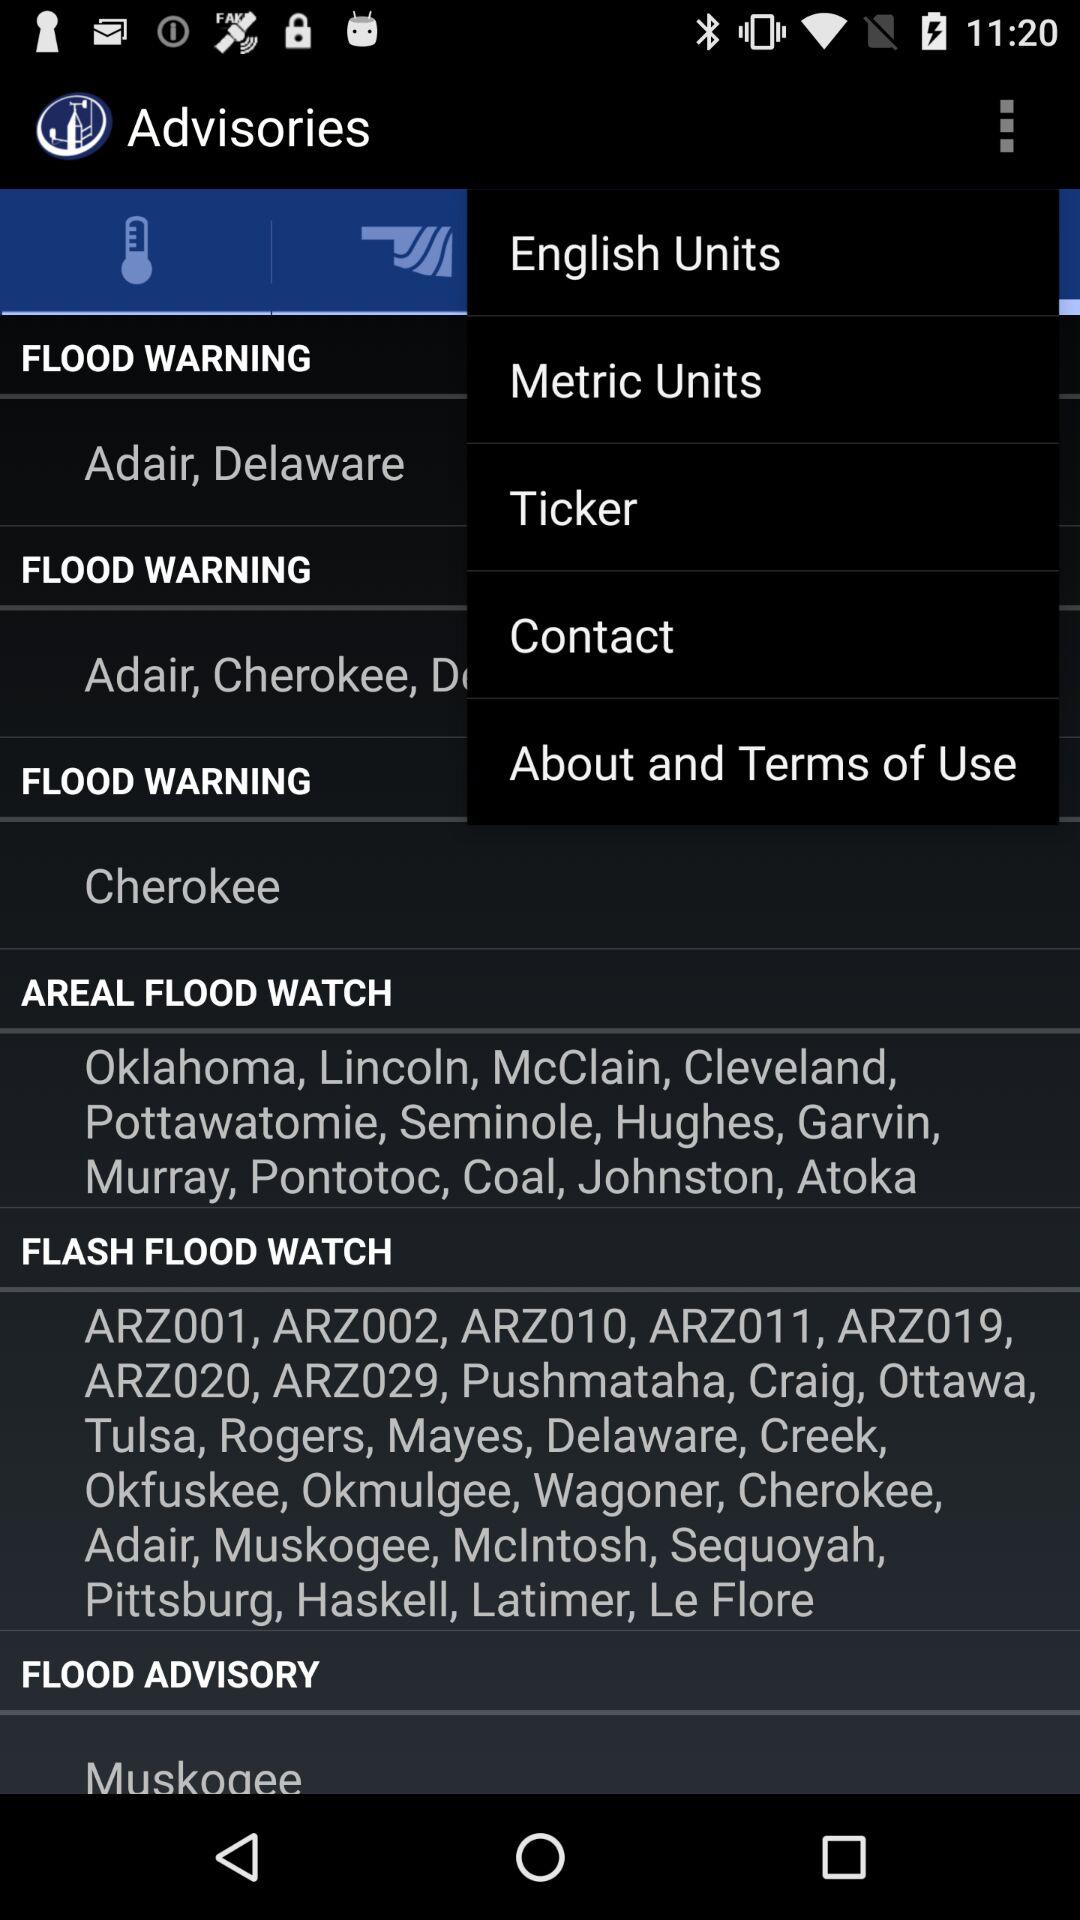 FAKE
11:20
Advisories
English Units
Metric Units
Ticker
Contact
About and Terms of Use
FLOOD WARNING
Adair, Delaware
FLOOD WARNING
Adair, Cherokee,
FLOOD WARNING
Cherokee
AREAL FLOOD WATCH
Oklahoma, Lincoln, McClain, Cleveland,
Pottawatomie, Seminole, Hughes, Garvin,
Murray, Pontotoc, Coal, Johnston, Atoka
FLASH FLOOD WATCH
ARZ001, ARZ002, ARZ010, ARZ011, ARZ019,
ARZ020, ARZ029, Pushmataha, Craig, Ottawa,
Tulsa, Rogers, Mayes, Delaware, Creek,
Okfuskee, Okmulgee, Wagoner, Cherokee,
Adair, Muskogee, McIntosh, Sequoyah,
Pittsburg, Haskell, Latimer, Le Flore
FLOOD ADVISORY
Muskogee